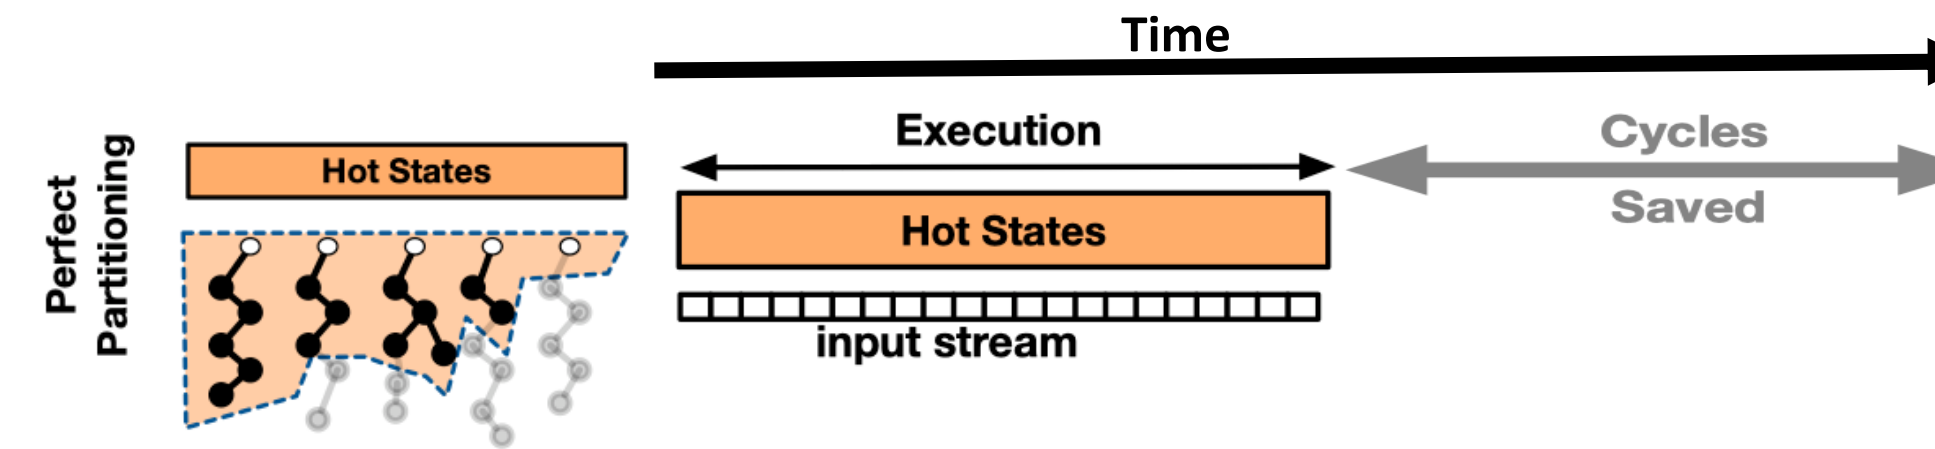 Time
Perfect
Partitioning
Hot States
Execution
Hot States
input stream
Cycles
Saved